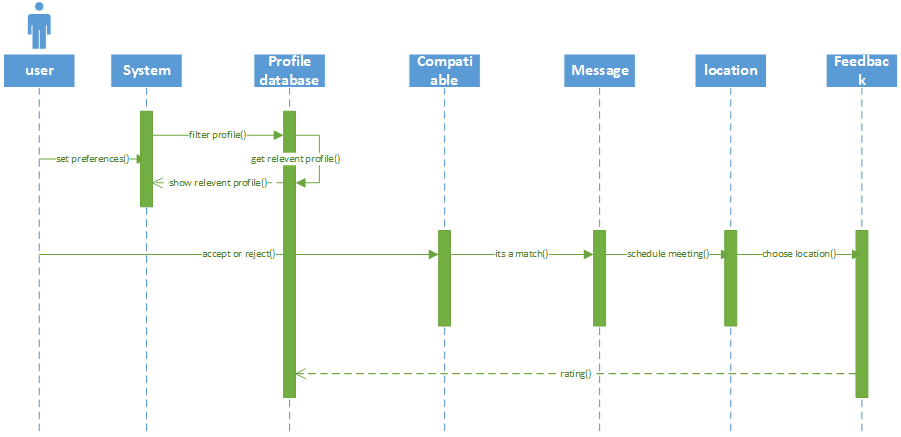 user
System
Profile
database
Compati
able
Message
location
Feedbac
k
filter profile()
set preferences()
get relevent profile()
show relevent profile()
accept or reject()
its a match()
schedule meeting()
choose location()
rating()